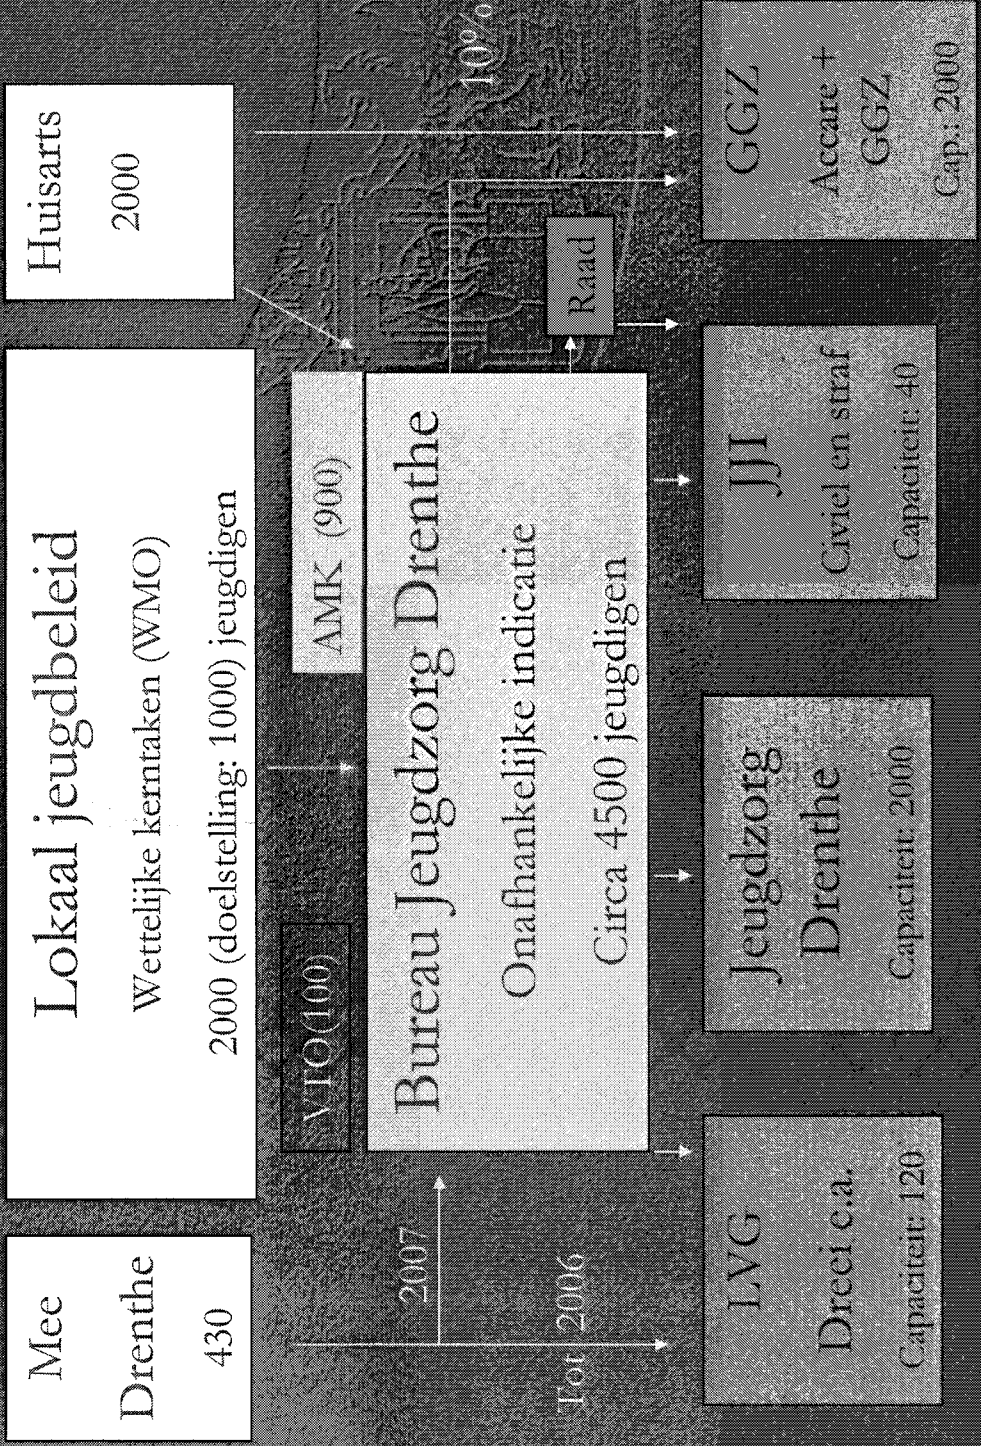 Mee
Drenthe
430
Lokaal jeugdbeleid
Wettelijke kerntaken (WMO)
2000 (doelstelling: 1000) jeugdigen
Huisarts
2000
VTO(100)
AMK (900)
2007
Tot 2006
Bureau Jeugdzorg Drenthe
Onafhankelijke indicatie
Circa 4500 jeugdigen
Raad
10%
LVG
Dreei e.a.
Capaciteit: 120
Jeugdzorg
Drenthe
Capaciteit: 2000
JJI
Civiel en straf
Capaciteit: 40
GGZ
Accare +
GGZ
Cap.: 2000